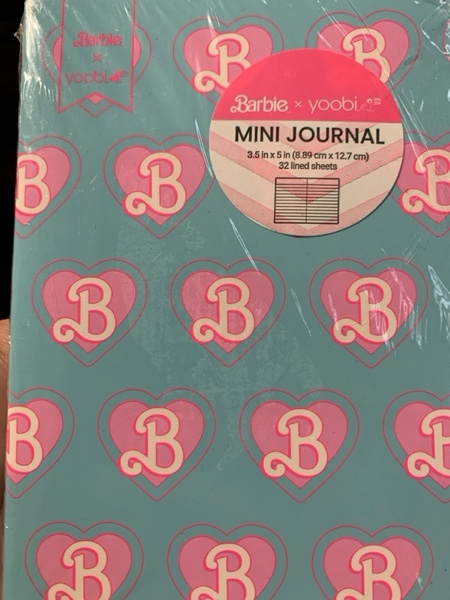 Barbie
×
yoobi
Barbie™ × yoobi
MINI JOURNAL
3.5 in x 5 in (8.89 cm x 12.7 cm)
32 lined sheets
B B
B B B
B B B
B B B B
B B B